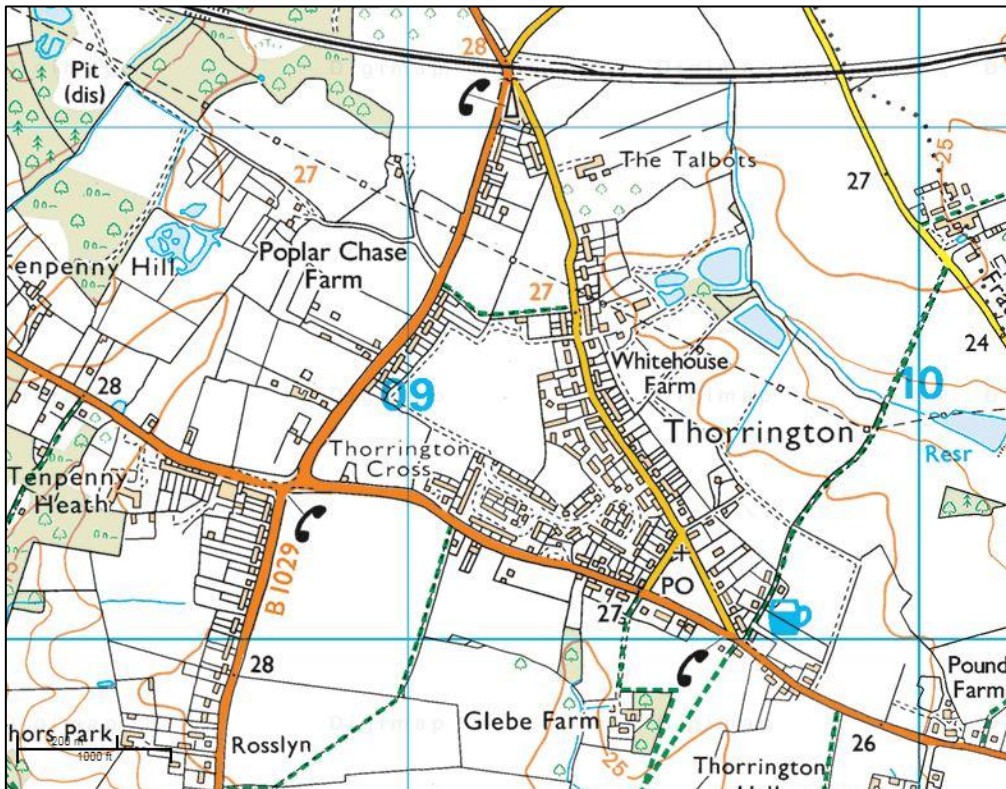 28
Pit
(dis)
27
The Talbots
27
25
Tenpenny Hill
Poplar Chase
Farm
27
24
Whitehouse
Farm
28
09
10
Thorrington
Thorrington
Cross
Resr
Tenpenny
Heath
B 1029
PO
27
28
Pound
Farm
Glebe Farm
hors Park
200 m
1000 ft
Rosslyn
25
26
Thorrington